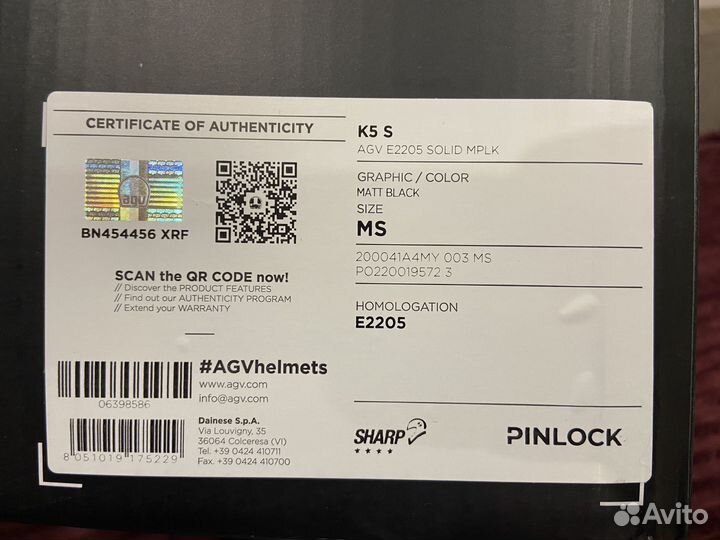 CERTIFICATE OF AUTHENTICITY
agv
BN454456 XRF
SCAN the QR CODE now!
// Discover the PRODUCT FEATURES
// Find out our AUTHENTICITY PROGRAM
// Extend your WARRANTY
06398586
8 051019 175229
#AGVhelmets
www.agv.com
info@agv.com
Dainese S.p.A.
Via Louvigny, 35
36064 Colceresa (VI)
Tel. +39 0424 410711
Fax. +39 0424 410700
K5 S
AGV E2205 SOLID MPLK
GRAPHIC / COLOR
MATT BLACK
SIZE
MS
200041A4MY 003 MS
PO220019572 3
HOMOLOGATION
E2205
SHARP
PINLOCK
Avito